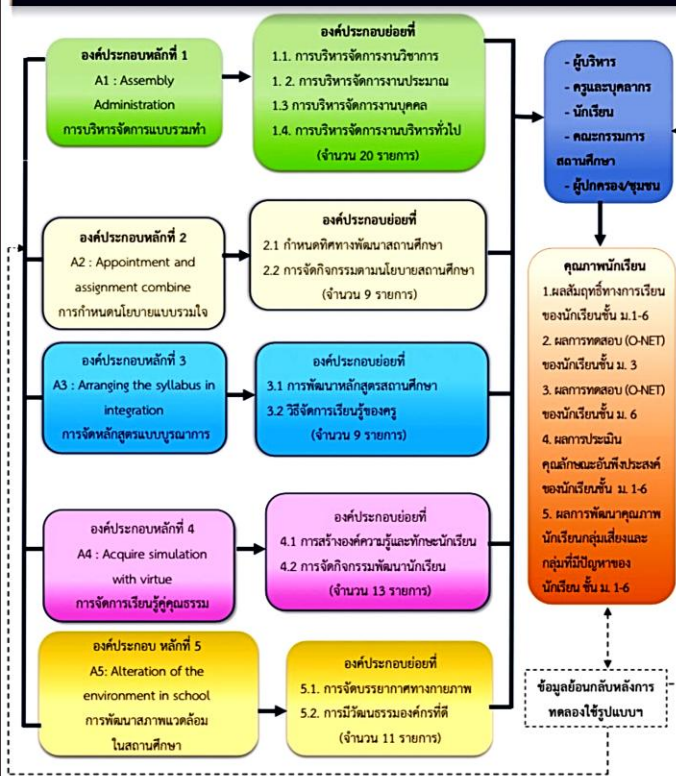 องค์ประกอบหลักที่ 1
A1 : Assembly
Administration
การบริหารจัดการแบบรวมทำ
องค์ประกอบย่อยที่
1.1. การบริหารจัดการงานวิชาการ
1. 2. การบริหารจัดการงานประมาณ
1.3 การบริหารจัดการงานบุคคล
1.4. การบริหารจัดการงานบริหารทั่วไป
(จำนวน 20 รายการ)
- ผู้บริหาร
- ครูและบุคลากร
- นักเรียน
- คณะกรรมการ
สถานศึกษา
- ผู้ปกครอง/ชุมชน
องค์ประกอบหลักที่ 2
A2 : Appointment and
assignment combine
การกำหนดนโยบายแบบรวมใจ
องค์ประกอบย่อยที่
2.1 กำหนดทิศทางพัฒนาสถานศึกษา
2.2 การจัดกิจกรรมตามนโยบายสถานศึกษา
(จำนวน 9 รายการ)
องค์ประกอบหลักที่ 3
A3 : Arranging the syllabus in
integration
การจัดหลักสูตรแบบบูรณาการ
องค์ประกอบย่อยที่
3.1 การพัฒนาหลักสูตรสถานศึกษา
3.2 วิธีจัดการเรียนรู้ของครู
(จำนวน 9 รายการ)
องค์ประกอบหลักที่ 4
A4 : Acquire simulation
with virtue
การจัดการเรียนรู้คู่คุณธรรม
องค์ประกอบย่อยที่
4.1 การสร้างองค์ความรู้และทักษะนักเรียน
4.2 การจัดกิจกรรมพัฒนานักเรียน
(จำนวน 13 รายการ)
องค์ประกอบ หลักที่ 5
A5: Alteration of the
environment in school
การพัฒนาสภาพแวดล้อม
ในสถานศึกษา
องค์ประกอบย่อยที่
5.1. การจัดบรรยากาศทางกายภาพ
5.2. การมีวัฒนธรรมองค์กรที่ดี
(จำนวน 11 รายการ)
คุณภาพนักเรียน
1.ผลสัมฤทธิ์ทางการเรียน
ของนักเรียนชั้น ม.1-6
2. ผลการทดสอบ (O-NET)
ของนักเรียนชั้น ม. 3
3. ผลการทดสอบ (O-NET)
ของนักเรียนชั้น ม. 6
4. ผลการประเมิน
คุณลักษณะอันพึงประสงค์
ของนักเรียนชั้น ม. 1-6
5. ผลการพัฒนาคุณภาพ
นักเรียนกลุ่มเสี่ยงและ
กลุ่มที่มีปัญหาของ
นักเรียน ชั้น ม. 1-6
ข้อมูลย้อนกลับหลังการ
ทดลองใช้รูปแบบฯ